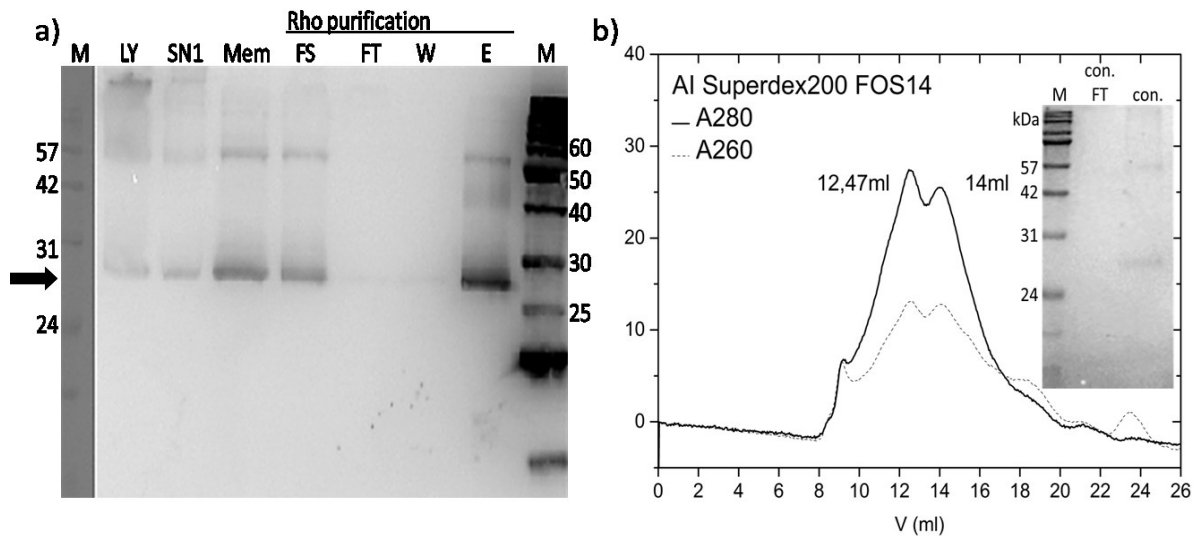 a)
Rho purification
M LY SN1 Mem FS FT W E M
57
42
31
24
60
50
40
30
25
b)
AI Superdex200 FOS14
A280
A260
12,47ml 14ml
con.
M FT con.
kDa
57
42
31
24
40
30
20
10
0
0 2 4 6 8 10 12 14 16 18 20 22 24 26
V (ml)